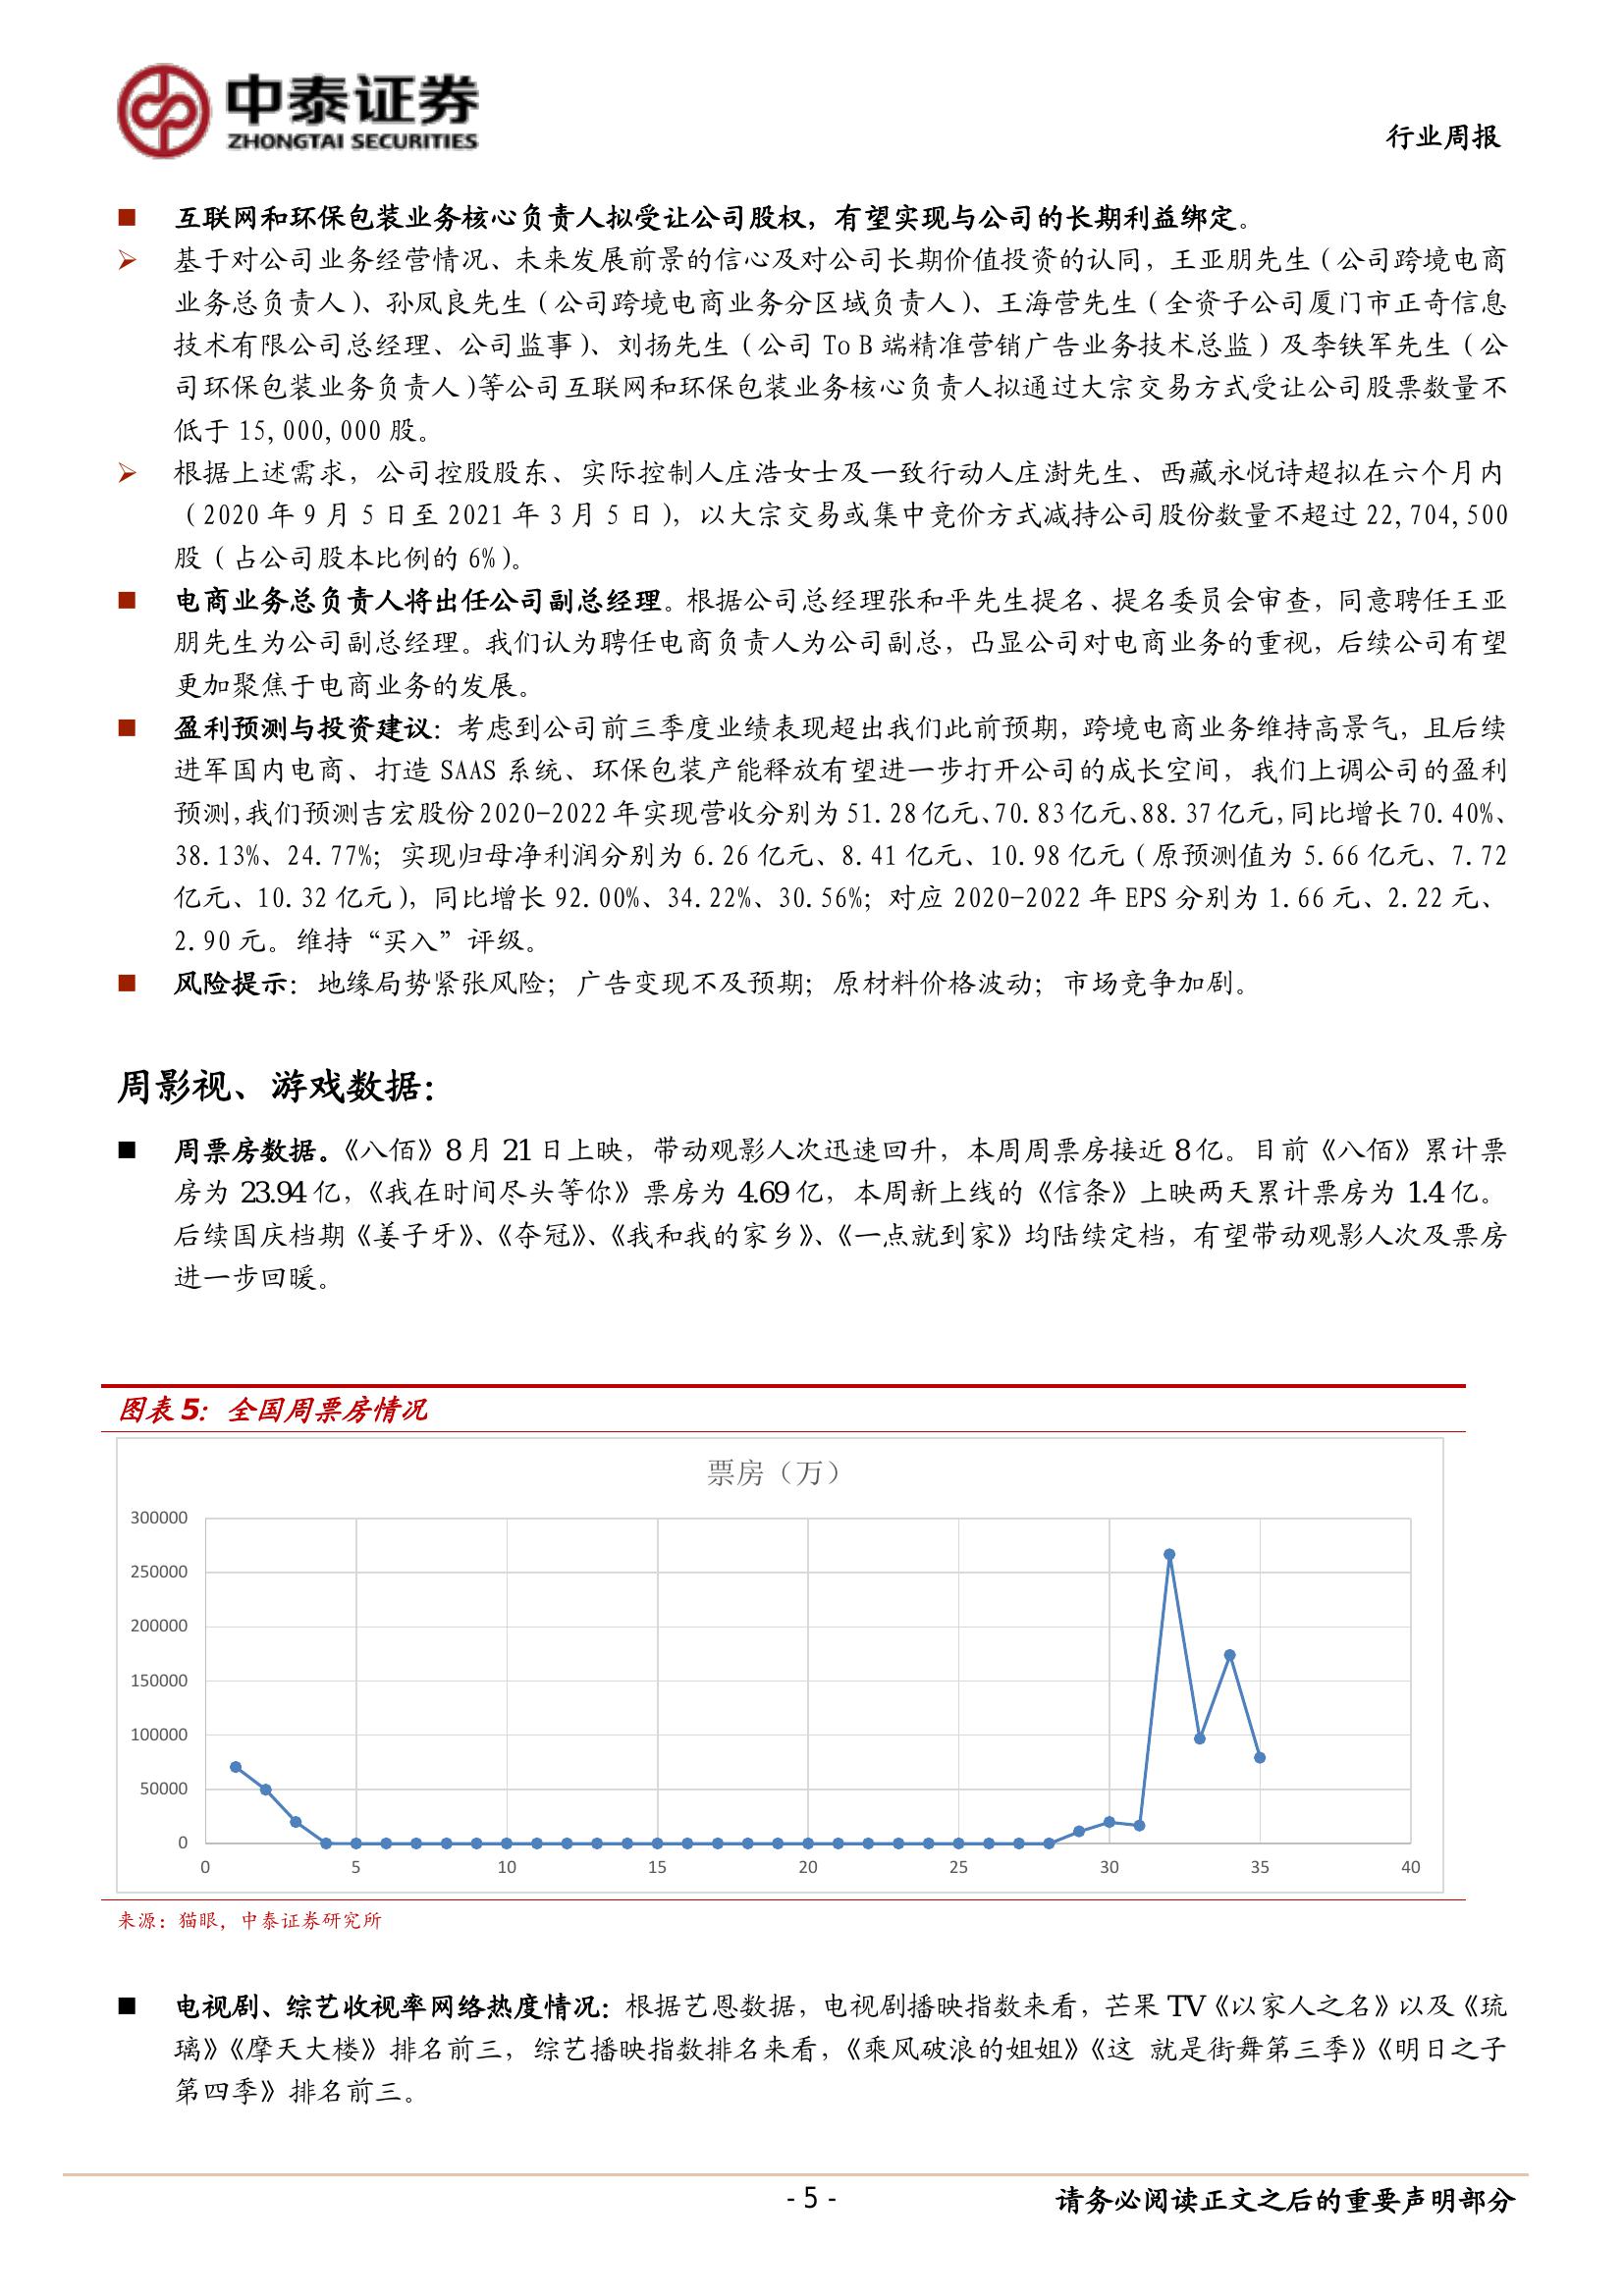 中泰证券
ZHONGTAI SECURITIES
行业周报
■ 互联网和环保包装业务核心负责人拟受让公司股权，有望实现与公司的长期利益绑定。
➢ 基于对公司业务经营情况、未来发展前景的信心及对公司长期价值投资的认同，王亚朋先生（公司跨境电商
业务总负责人）、孙凤良先生（公司跨境电商业务分区域负责人）、王海营先生（全资子公司厦门市正奇信息
技术有限公司总经理、公司监事）、刘扬先生（公司 To B 端精准营销广告业务技术总监）及李铁军先生（公
司环保包装业务负责人）等公司互联网和环保包装业务核心负责人拟通过大宗交易方式受让公司股票数量不
低于 15,000,000 股。
➢ 根据上述需求，公司控股股东、实际控制人庄浩女士及一致行动人庄澍先生、西藏永悦诗超拟在六个月内
（2020 年 9 月 5 日至 2021 年 3 月 5 日），以大宗交易或集中竞价方式减持公司股份数量不超过 22,704,500
股（占公司股本比例的 6%）。
■ 电商业务总负责人将出任公司副总经理。根据公司总经理张和平先生提名、提名委员会审查，同意聘任王亚
朋先生为公司副总经理。我们认为聘任电商负责人为公司副总，凸显公司对电商业务的重视，后续公司有望
更加聚焦于电商业务的发展。
■ 盈利预测与投资建议：考虑到公司前三季度业绩表现超出我们此前预期，跨境电商业务维持高景气，且后续
进军国内电商、打造 SAAS 系统、环保包装产能释放有望进一步打开公司的成长空间，我们上调公司的盈利
预测，我们预测吉宏股份 2020-2022 年实现营收分别为 51.28 亿元、70.83 亿元、88.37 亿元，同比增长 70.40%、
38.13%、24.77%；实现归母净利润分别为 6.26 亿元、8.41 亿元、10.98 亿元（原预测值为 5.66 亿元、7.72
亿元、10.32 亿元），同比增长 92.00%、34.22%、30.56%；对应 2020-2022 年 EPS 分别为 1.66 元、2.22 元、
2.90 元。维持“买入”评级。
■ 风险提示：地缘局势紧张风险；广告变现不及预期；原材料价格波动；市场竞争加剧。
周影视、游戏数据：
■ 周票房数据。《八佰》8 月 21 日上映，带动观影人次迅速回升，本周周票房接近 8 亿。目前《八佰》累计票
房为 23.94 亿，《我在时间尽头等你》票房为 4.69 亿，本周新上线的《信条》上映两天累计票房为 1.4 亿。
后续国庆档期《姜子牙》、《夺冠》、《我和我的家乡》、《一点就到家》均陆续定档，有望带动观影人次及票房
进一步回暖。
图表 5：全国周票房情况
票房（万）
300000
250000
200000
150000
100000
50000
0
0 5 10 15 20 25 30 35 40
来源：猫眼，中泰证券研究所
■ 电视剧、综艺收视率网络热度情况：根据艺恩数据，电视剧播映指数来看，芒果 TV《以家人之名》以及《琉
璃》《摩天大楼》排名前三，综艺播映指数排名来看，《乘风破浪的姐姐》《这 就是街舞第三季》《明日之子
第四季》排名前三。
- 5 -
请务必阅读正文之后的重要声明部分